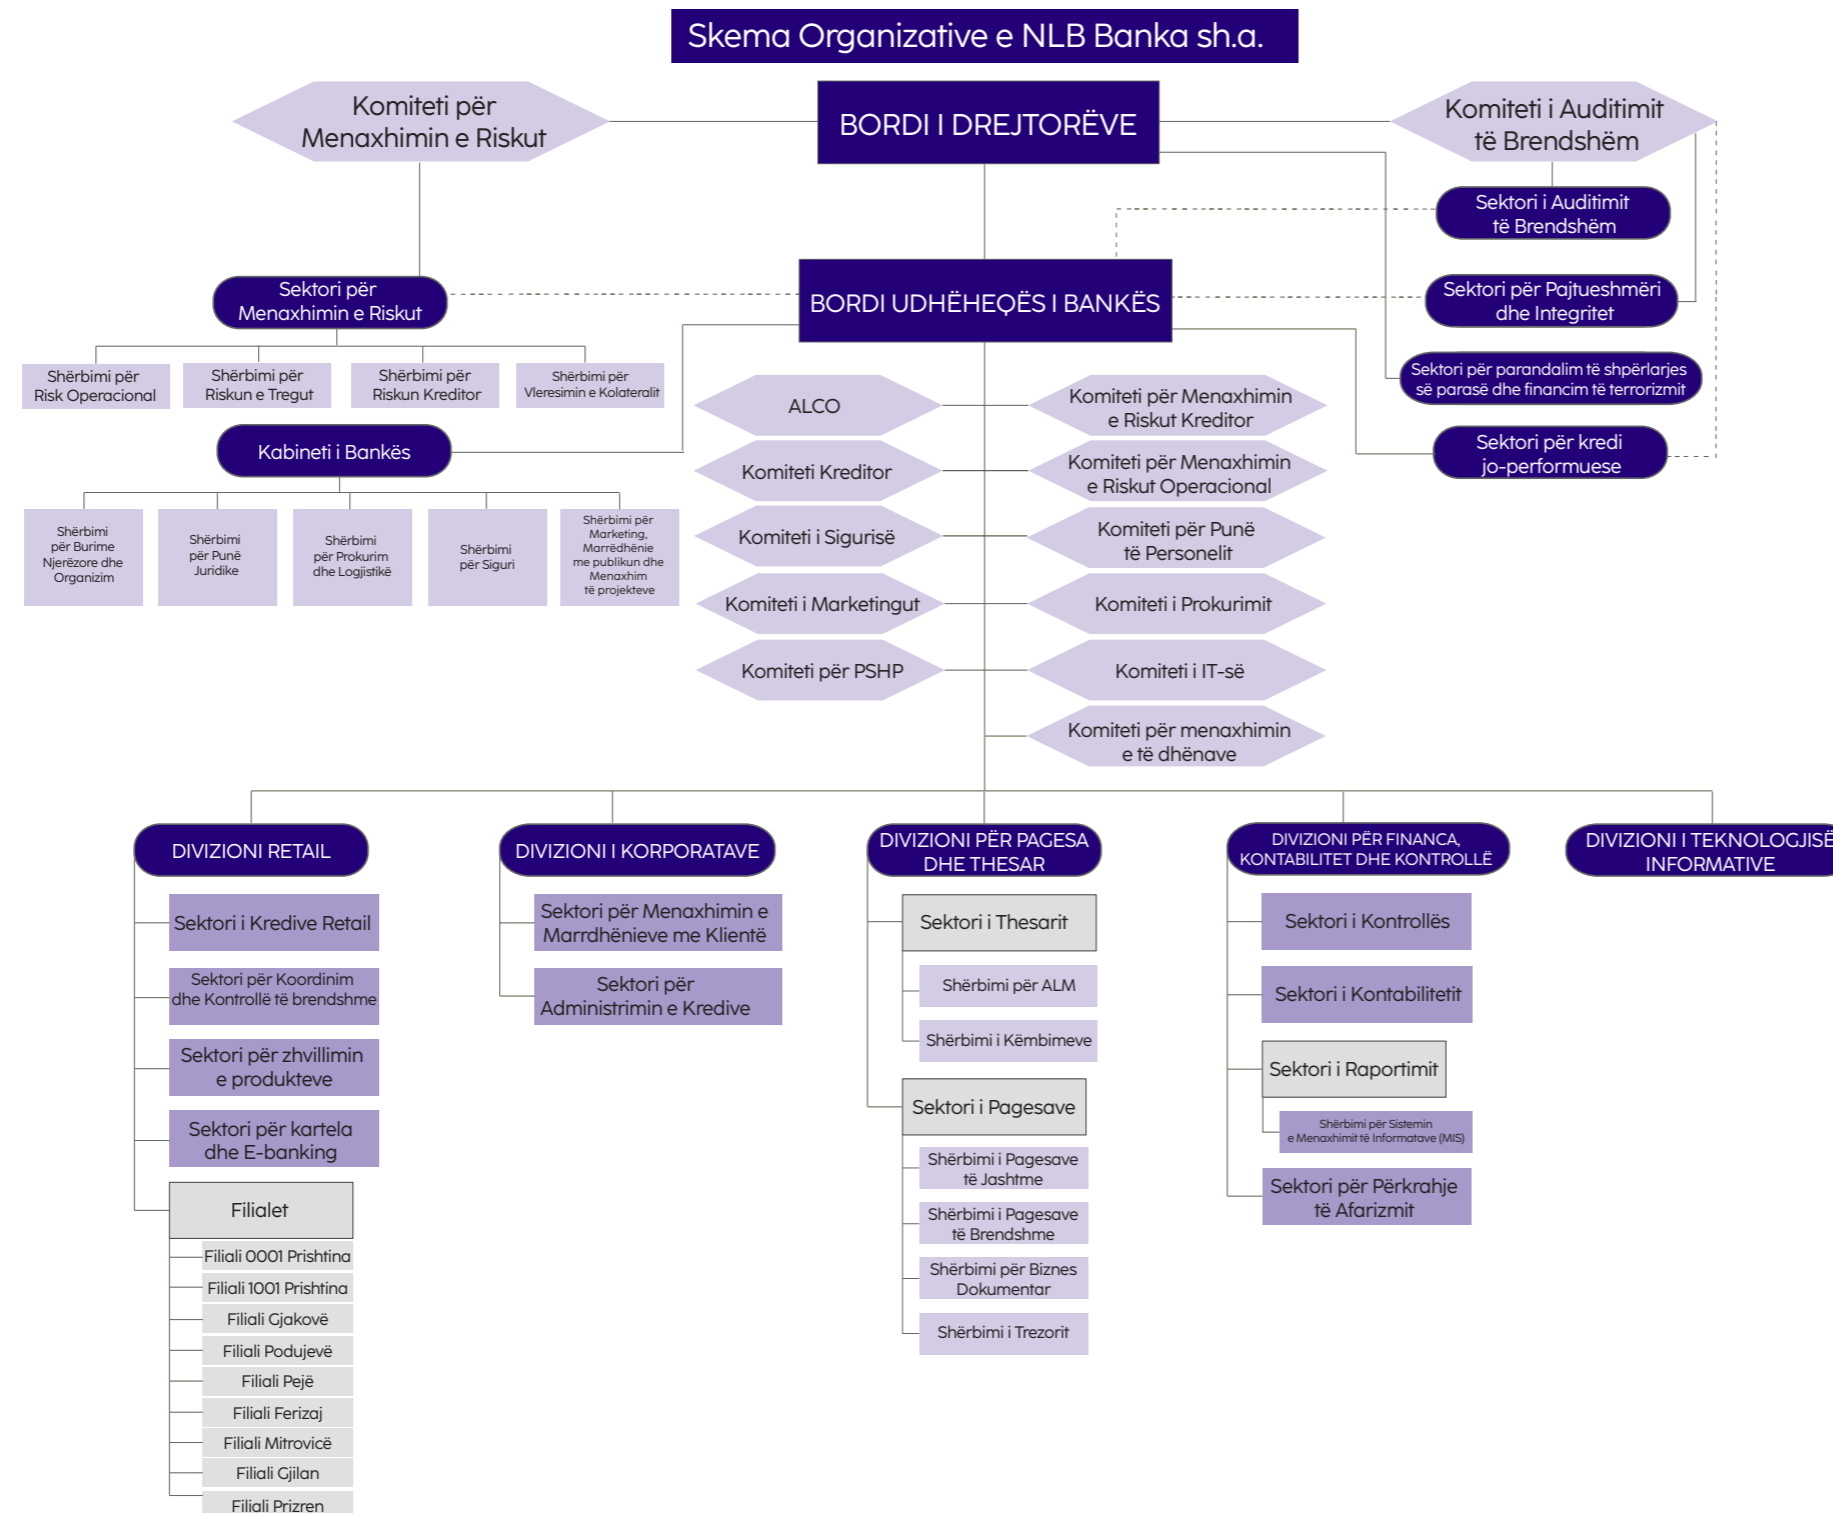 Skema Organizative e NLB Banka sh.a.
Komiteti për
Menaxhimin e Riskut
BORDI I DREJTORËVE
Komiteti i Auditimit
të Brendshëm
Sektori i Auditimit
të Brendshëm
Sektori për
Menaxhimin e Riskut
BORDI UDHËHEQËS I BANKËS
Sektori për Pajtueshmëri
dhe Integritet
Shërbimi për
Risk Operacional
Shërbimi për
Riskun e Tregut
Shërbimi për
Riskun Kreditor
Shërbimi për
Vleresimin e Kolateralit
Sektori për parandalim të shpërlarjes
së parasë dhe financim të terrorizmit
Kabineti i Bankës
Sektori për kredi
jo-performuese
Shërbimi
për Burime
Njerëzore dhe
Organizim
Shërbimi
për Punë
Juridike
Shërbimi
për Prokurim
dhe Logjistikë
Shërbimi
për Siguri
Shërbimi për
Marketing,
Marrëdhënie
me publikun dhe
Menaxhim
të projekteve
ALCO
Komiteti për Menaxhimin
e Riskut Kreditor
Komiteti Kreditor
Komiteti për Menaxhimin
e Riskut Operacional
Komiteti i Sigurisë
Komiteti për Punë
të Personelit
Komiteti i Marketingut
Komiteti i Prokurimit
Komiteti për PSHP
Komiteti i IT-së
Komiteti për menaxhimin
e të dhënave
DIVIZIONI RETAIL
Sektori i Kredive Retail
Sektori për Koordinim
dhe Kontrollë të brendshme
Sektori për zhvillimin
e produkteve
Sektori për kartela
dhe E-banking
Filialet
Filiali 0001 Prishtina
Filiali 1001 Prishtina
Filiali Gjakovë
Filiali Podujevë
Filiali Pejë
Filiali Ferizaj
Filiali Mitrovicë
Filiali Gjilan
Filiali Prizren
DIVIZIONI I KORPORATAVE
Sektori për Menaxhimin e
Marrdhënieve me Klientë
Sektori për
Administrimin e Kredive
DIVIZIONI PËR PAGESA
DHE THESAR
Sektori i Thesarit
Shërbimi për ALM
Shërbimi i Këmbimeve
Sektori i Pagesave
Shërbimi i Pagesave
të Jashtme
Shërbimi i Pagesave
të Brendshme
Shërbimi për Biznes
Dokumentar
Shërbimi i Trezorit
DIVIZIONI PËR FINANCA,
KONTABILITET DHE KONTROLLË
Sektori i Kontrollës
Sektori i Kontabilitetit
Sektori i Raportimit
Shërbimi për Sistemin
e Menaxhimit të Informatave (MIS)
Sektori për Përkrahje
të Afarizmit
DIVIZIONI I TEKNOLOGJISË
INFORMATIVE